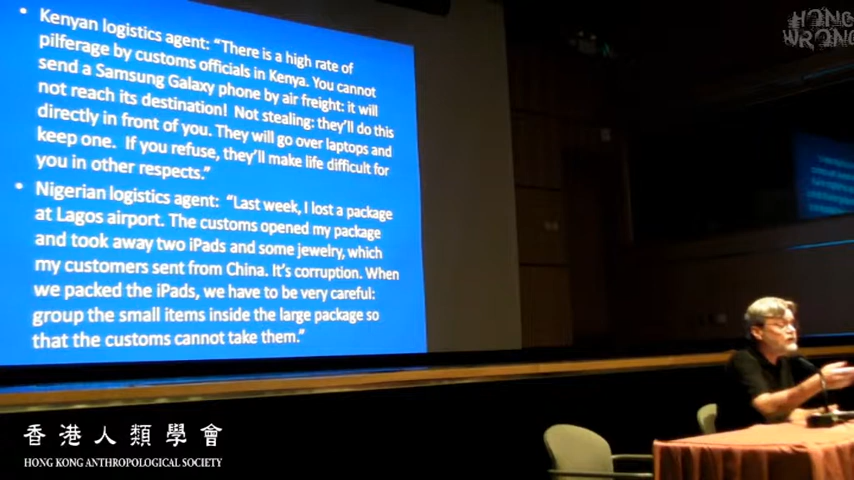 HONG
WRONG
• Kenyan logistics agent: “There is a high rate of
pilferage by customs officials in Kenya. You cannot
send a Samsung Galaxy phone by air freight: it will
not reach its destination!  Not stealing: they’ll do this
directly in front of you. They will go over laptops and
keep one.  If you refuse, they’ll make life difficult for
you in other respects.”
• Nigerian logistics agent:  “Last week, I lost a package
at Lagos airport. The customs opened my package
and took away two iPads and some jewelry, which
my customers sent from China. It’s corruption. When
we packed the iPads, we have to be very careful:
group the small items inside the large package so
that the customs cannot take them.”
香港人類學會
HONG KONG ANTHROPOLOGICAL SOCIETY